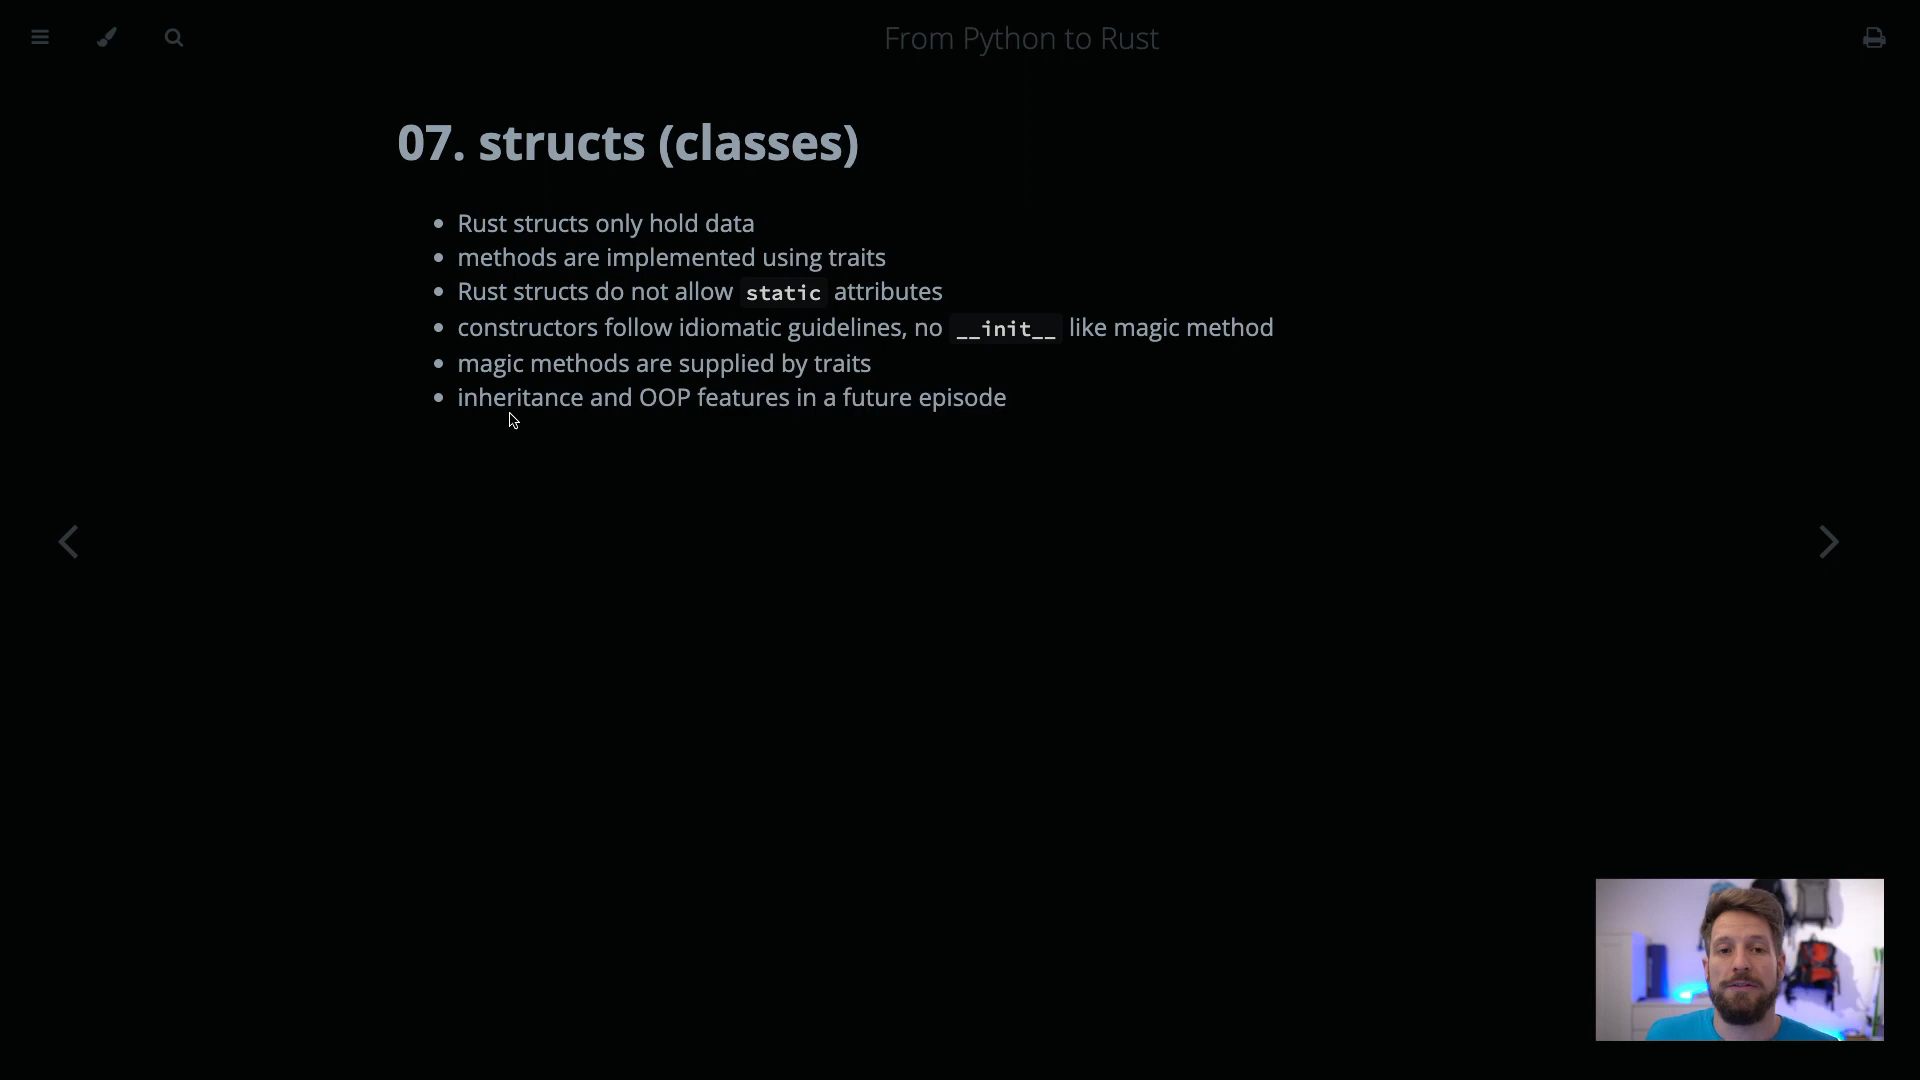 From Python to Rust
07. structs (classes)
Rust structs only hold data
methods are implemented using traits
Rust structs do not allow static attributes
constructors follow idiomatic guidelines, no __init__ like magic method
magic methods are supplied by traits
inheritance and OOP features in a future episode